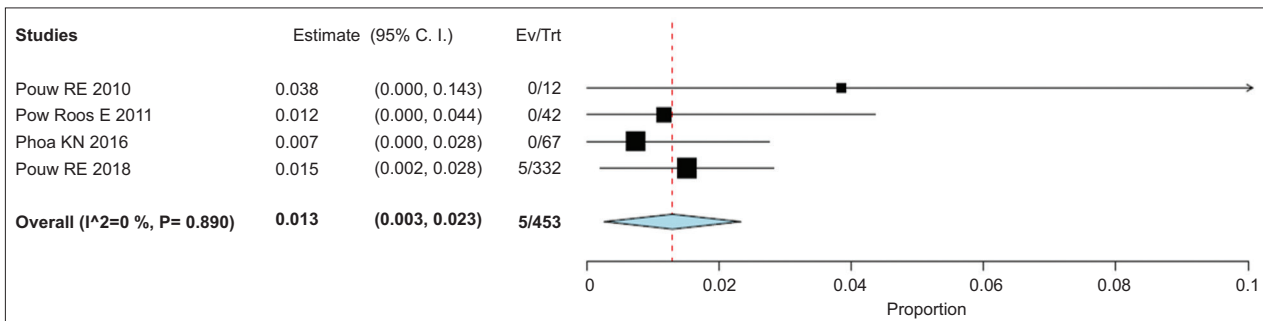 Studies Estimate (95% C. I.) Ev/Trt
Pouw RE 2010 0.038 (0.000, 0.143) 0/12
Pow Roos E 2011 0.012 (0.000, 0.044) 0/42
Phoa KN 2016 0.007 (0.000, 0.028) 0/67
Pouw RE 2018 0.015 (0.002, 0.028) 5/332
Overall (I^2=0 %, P= 0.890) 0.013 (0.003, 0.023) 5/453
0 0.02 0.04 0.06 0.08 0.1
Proportion